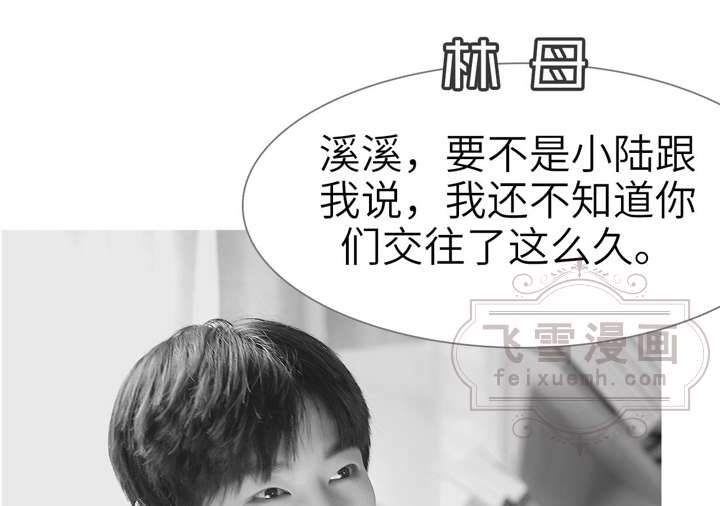 林母
溪溪，要不是小陆跟
我说，我还不知道你
们交往了这么久。
飞雪漫画
feixuemh.com